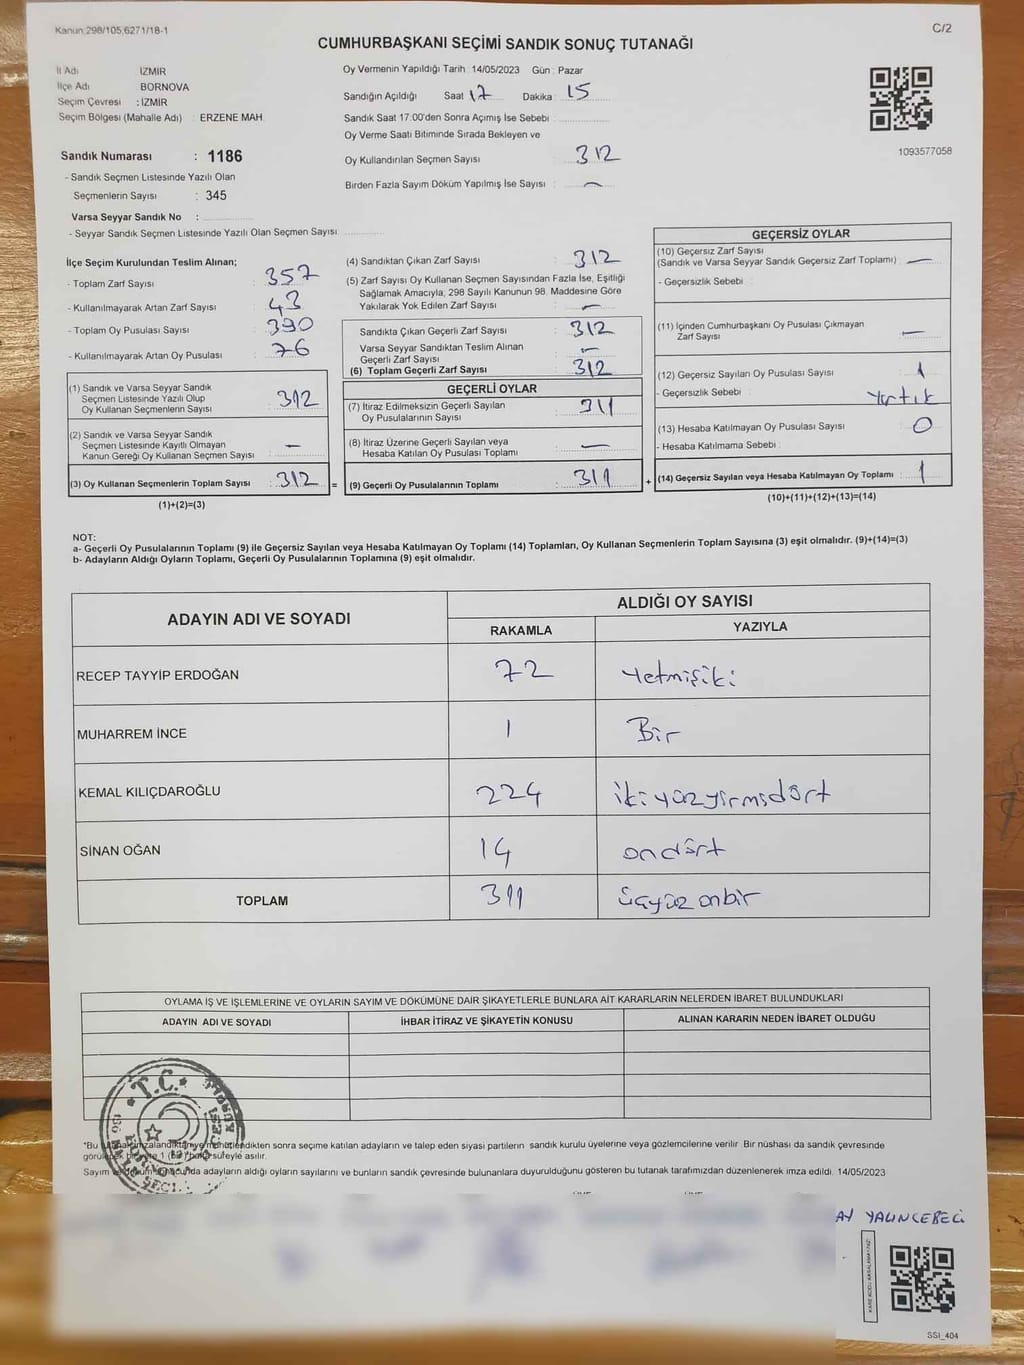 Kanun:298/105,6271/18-1
C/2
CUMHURBAŞKANI SEÇİMİ SANDIK SONUÇ TUTANAĞI
İl Adı İZMİR
İlçe Adı BORNOVA
Seçim Çevresi : İZMİR
Seçim Bölgesi (Mahalle Adı) : ERZENE MAH.
Oy Vermenin Yapıldığı Tarih : 14/05/2023 Gün : Pazar
Sandığın Açıldığı Saat 17 Dakika : 15
Sandık Saat 17.00'den Sonra Açımış İse Sebebi :
Oy Verme Saati Bitiminde Sırada Bekleyen ve
Oy Kullandırılan Seçmen Sayısı : 312
Birden Fazla Sayım Döküm Yapılmış İse Sayısı : —
1093577058
Sandık Numarası : 1186
- Sandık Seçmen Listesinde Yazılı Olan
Seçmenlerin Sayısı : 345
Varsa Seyyar Sandık No :
- Seyyar Sandık Seçmen Listesinde Yazılı Olan Seçmen Sayısı:
İlçe Seçim Kurulundan Teslim Alınan;
- Toplam Zarf Sayısı : 357
- Kullanılmayarak Artan Zarf Sayısı : 43
- Toplam Oy Pusulası Sayısı : 390
- Kullanılmayarak Artan Oy Pusulası : 76
(1) Sandık ve Varsa Seyyar Sandık
Seçmen Listesinde Yazılı Olup
Oy Kullanan Seçmenlerin Sayısı : 312
(2) Sandık ve Varsa Seyyar Sandık
Seçmen Listesinde Kayıtlı Olmayan
Kanun Gereği Oy Kullanan Seçmen Sayısı : —
(3) Oy Kullanan Seçmenlerin Toplam Sayısı : 312
(1)+(2)=(3)
(4) Sandıktan Çıkan Zarf Sayısı : 312
(5) Zarf Sayısı Oy Kullanan Seçmen Sayısından Fazla İse, Eşitliği
Sağlamak Amacıyla; 298 Sayılı Kanunun 98. Maddesine Göre
Yakılarak Yok Edilen Zarf Sayısı : —
Sandıkta Çıkan Geçerli Zarf Sayısı : 312
Varsa Seyyar Sandıktan Teslim Alınan
Geçerli Zarf Sayısı : —
(6) Toplam Geçerli Zarf Sayısı : 312
GEÇERLİ OYLAR
(7) İtiraz Edilmeksizin Geçerli Sayılan
Oy Pusulalarının Sayısı : 311
(8) İtiraz Üzerine Geçerli Sayılan veya
Hesaba Katılan Oy Pusulası Toplamı : —
= (9) Geçerli Oy Pusulalarının Toplamı : 311
GEÇERSİZ OYLAR
(10) Geçersiz Zarf Sayısı
(Sandık ve Varsa Seyyar Sandık Geçersiz Zarf Toplamı) : —
- Geçersizlik Sebebi :
(11) İçinden Cumhurbaşkanı Oy Pusulası Çıkmayan
Zarf Sayısı : —
(12) Geçersiz Sayılan Oy Pusulası Sayısı : 1
- Geçersizlik Sebebi : Yırtık
(13) Hesaba Katılmayan Oy Pusulası Sayısı : 0
- Hesaba Katılmama Sebebi :
+ (14) Geçersiz Sayılan veya Hesaba Katılmayan Oy Toplamı : 1
(10)+(11)+(12)+(13)=(14)
NOT:
a- Geçerli Oy Pusulalarının Toplamı (9) ile Geçersiz Sayılan veya Hesaba Katılmayan Oy Toplamı (14) Toplamları, Oy Kullanan Seçmenlerin Toplam Sayısına (3) eşit olmalıdır. (9)+(14)=(3)
b- Adayların Aldığı Oyların Toplamı, Geçerli Oy Pusulalarının Toplamına (9) eşit olmalıdır.
ADAYIN ADI VE SOYADI
ALDIĞI OY SAYISI
RAKAMLA YAZIYLA
RECEP TAYYİP ERDOĞAN 72 Yetmişiki
MUHARREM İNCE 1 Bir
KEMAL KILIÇDAROĞLU 224 ikiyüzyirmidört
SİNAN OĞAN 14 ondört
TOPLAM 311 üçyüzonbir
OYLAMA İŞ VE İŞLEMLERİNE VE OYLARIN SAYIM VE DÖKÜMÜNE DAİR ŞİKAYETLERLE BUNLARA AİT KARARLARIN NELERDEN İBARET BULUNDUKLARI
ADAYIN ADI VE SOYADI İHBAR İTİRAZ VE ŞİKAYETİN KONUSU ALINAN KARARIN NEDEN İBARET OLDUĞU
T.C.
*Bu sonra seçime katılan adayların ve talep eden siyasi partilerin sandık kurulu üyelerine veya gözlemcilerine verilir. Bir nüshası da sandık çevresinde
1 süreyle asılır.
Sayım adayların aldığı oyların sayılarını ve bunların sandık çevresinde bulunanlara duyurulduğunu gösteren bu tutanak tarafımızdan düzenlenerek imza edildi. 14/05/2023
AY YALINCEBECİ
SSI_404